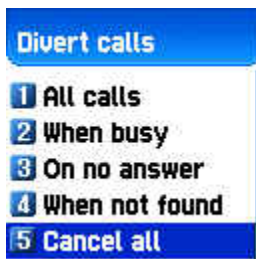 Divert calls
1 All calls
2 When busy
3 On no answer
4 When not found
5 Cancel all